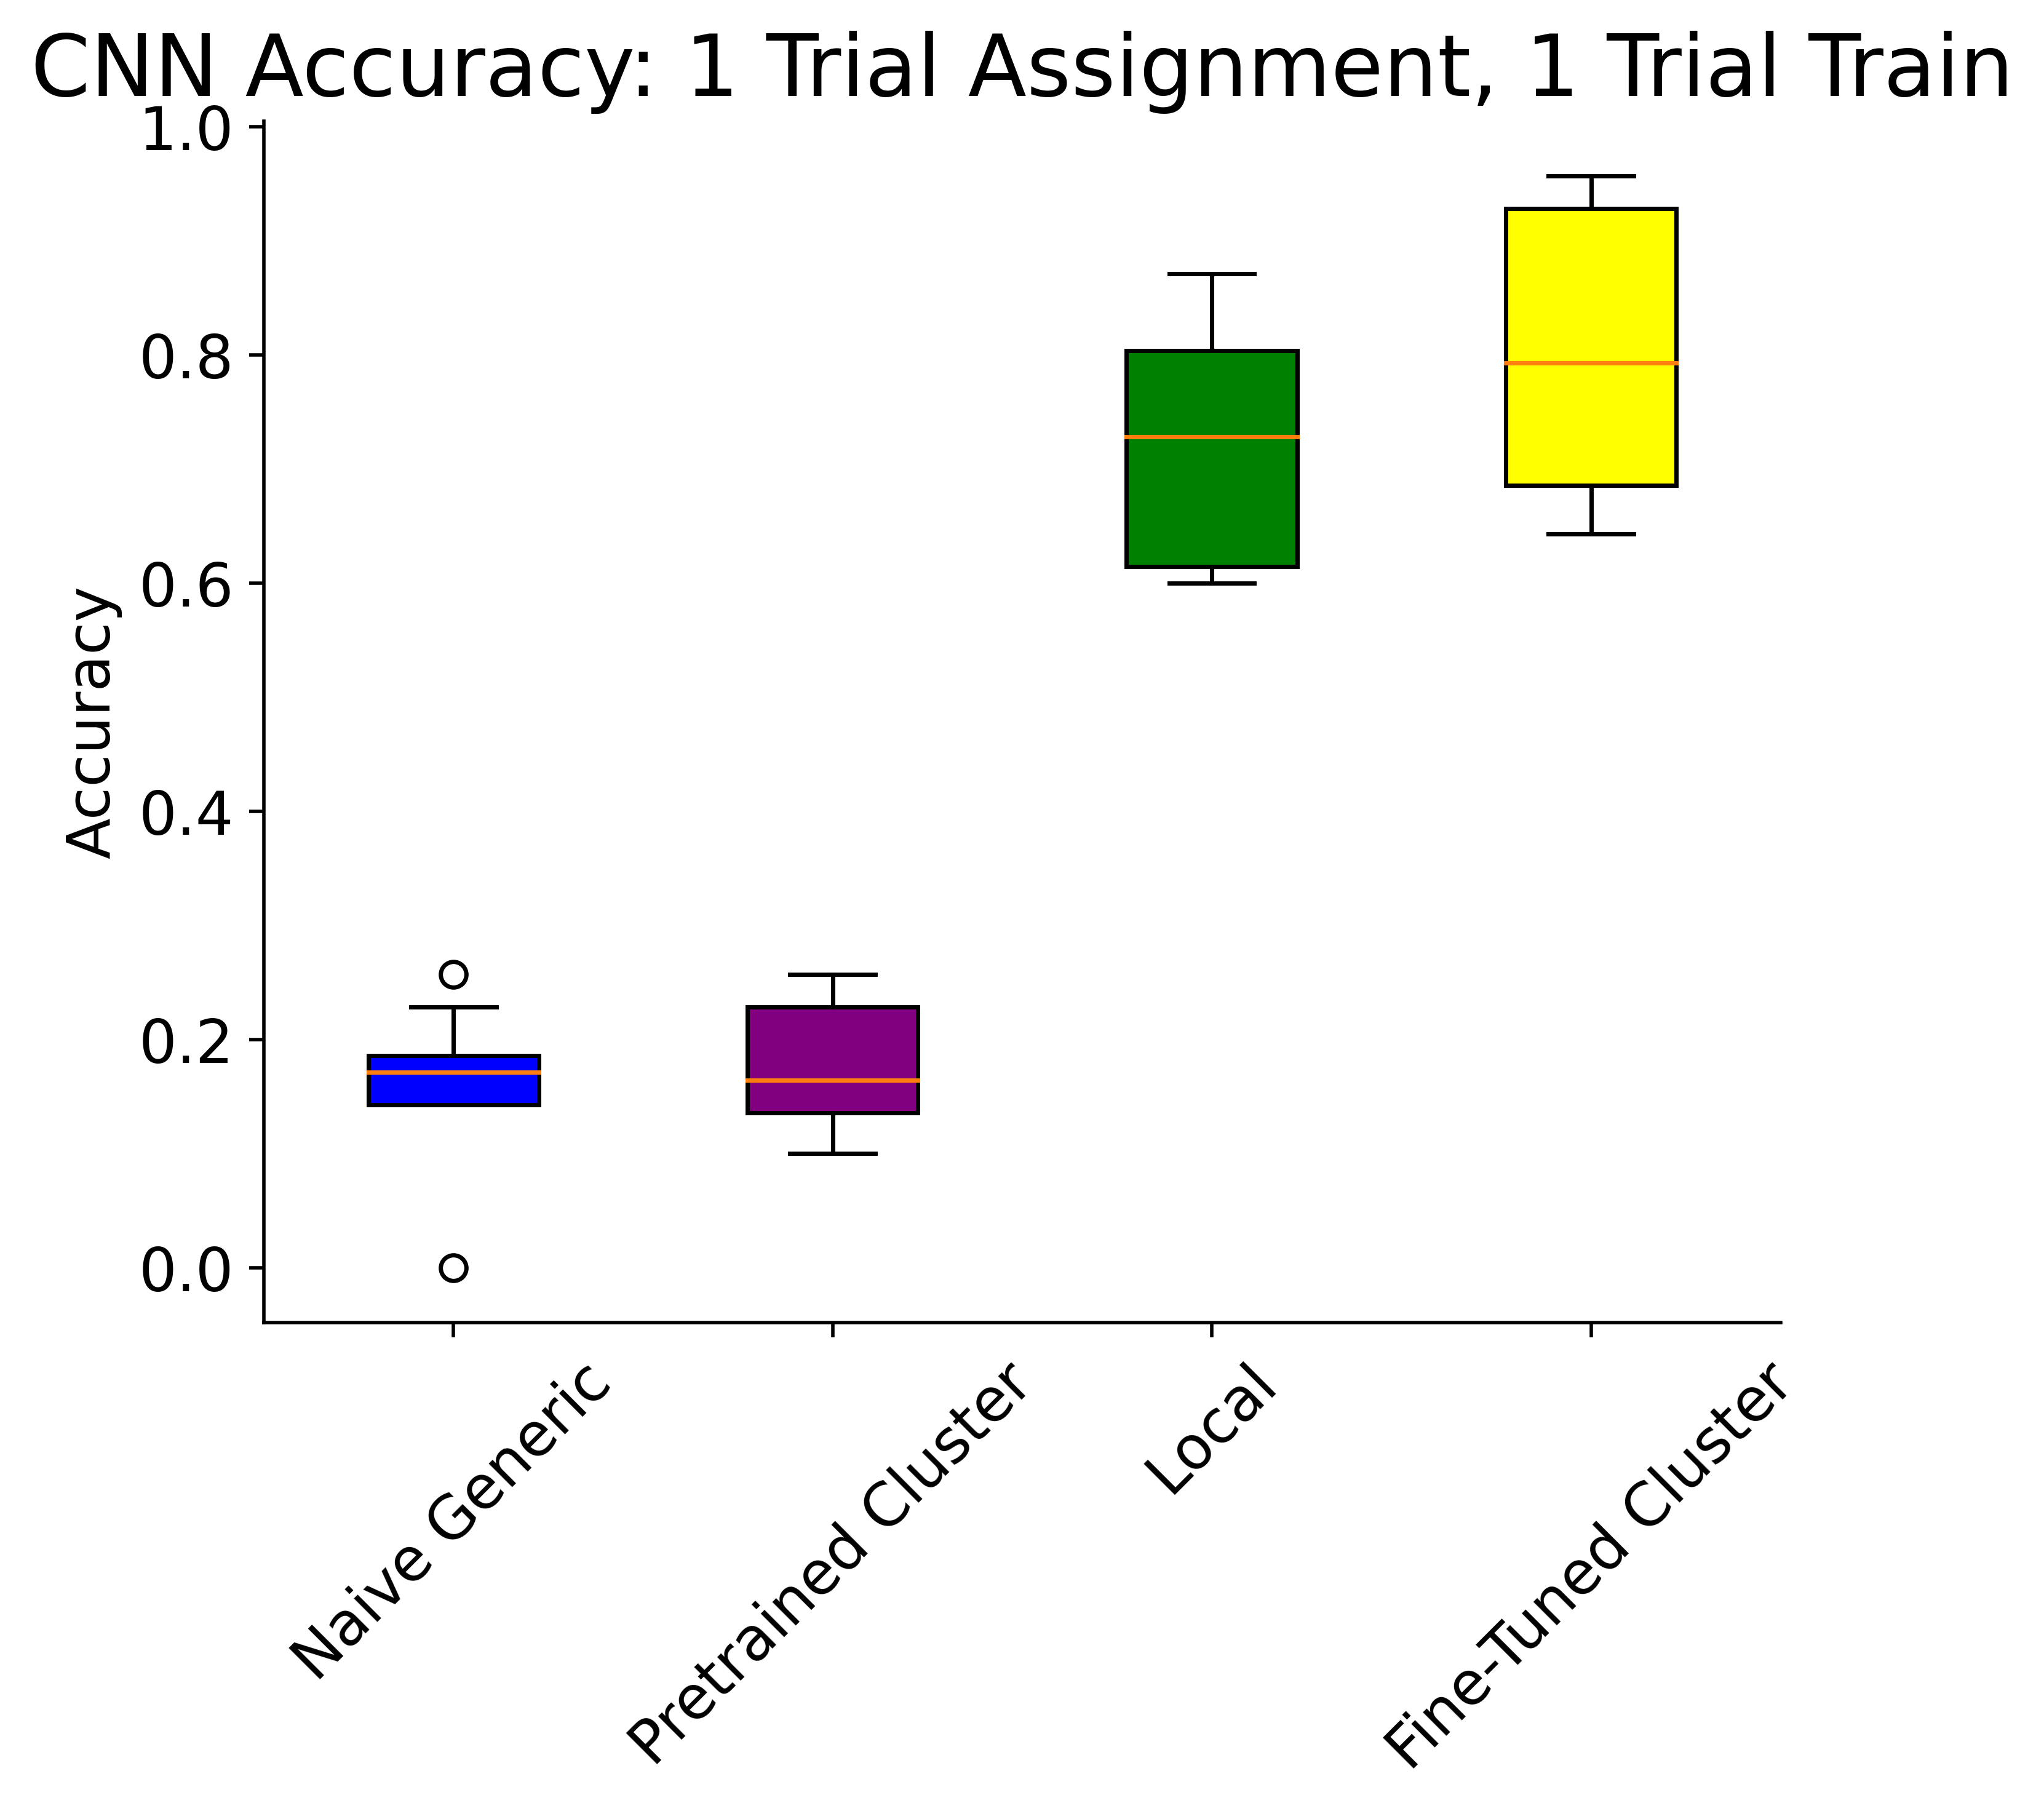 CNN Accuracy: 1 Trial Assignment, 1 Trial Train
1.0
0.8
0.6
0.4
0.2
0.0
Accuracy
Naive Generic
Pretrained Cluster
Local
Fine-Tuned Cluster